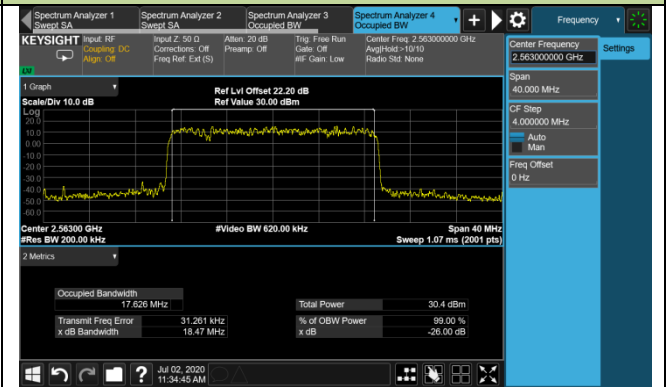 Spectrum Analyzer 1
Swept SA
Spectrum Analyzer 2
Swept SA
Spectrum Analyzer 3
Occupied BW
Spectrum Analyzer 4
Occupied BW
Frequency
KEYSIGHT
Input: RF
Coupling: DC
Align: Off
Input Z: 50 Ω
Corrections: Off
Freq Ref: Ext (S)
Atten: 20 dB
Preamp: Off
Trig: Free Run
Gate: Off
#IF Gain: Low
Center Freq: 2.563000000 GHz
Avg|Hold:>10/10
Radio Std: None
LV
Center Frequency
2.563000000 GHz
Settings
Span
40.000 MHz
CF Step
4.000000 MHz
Auto
Man
Freq Offset
0 Hz
1 Graph
Scale/Div 10.0 dB
Ref Lvl Offset 22.20 dB
Ref Value 30.00 dBm
Log
20.0
10.0
0.00
-10.0
-20.0
-30.0
-40.0
-50.0
-60.0
Center 2.56300 GHz
#Res BW 200.00 kHz
#Video BW 620.00 kHz
Span 40 MHz
Sweep 1.07 ms (2001 pts)
2 Metrics
Occupied Bandwidth
17.626 MHz
Total Power 30.4 dBm
Transmit Freq Error 31.261 kHz
% of OBW Power 99.00 %
x dB Bandwidth 18.47 MHz
x dB -26.00 dB
?
Jul 02, 2020
11:34:45 AM